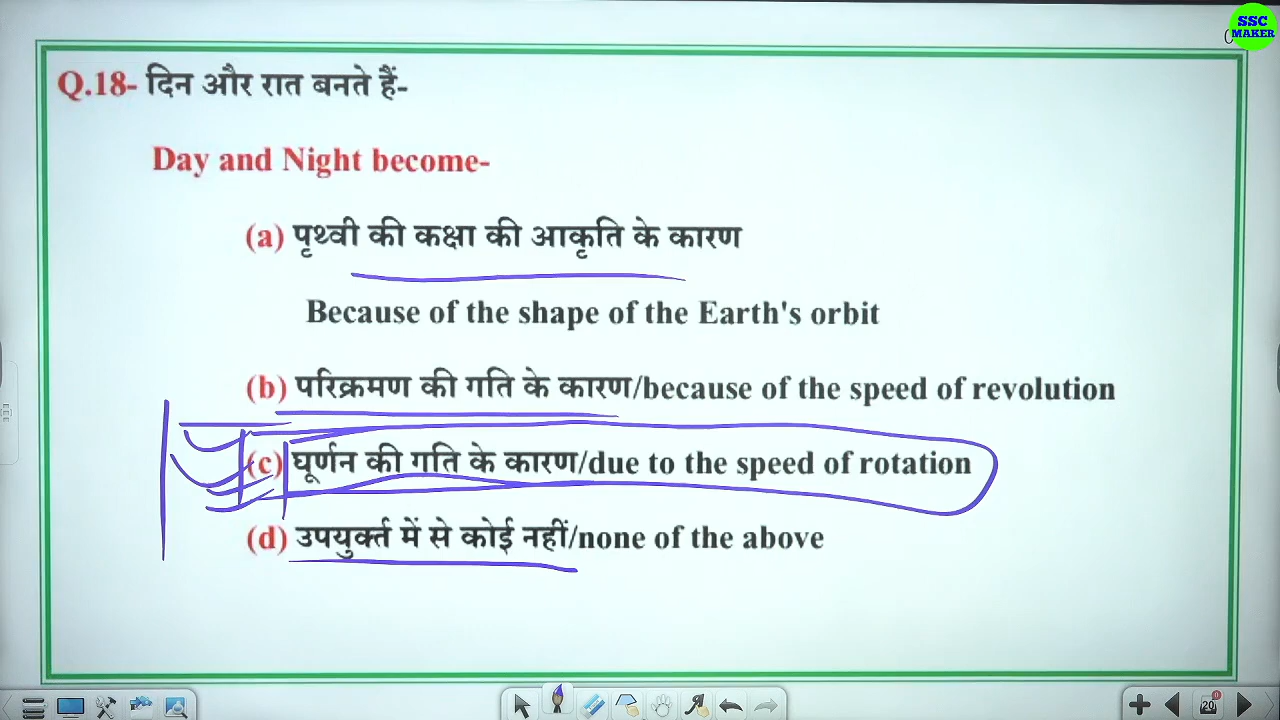 SSC
MAKER
Q.18- दिन और रात बनते हैं-
Day and Night become-
(a) पृथ्वी की कक्षा की आकृति के कारण
Because of the shape of the Earth's orbit
(b) परिक्रमण की गति के कारण/because of the speed of revolution
(c) घूर्णन की गति के कारण/due to the speed of rotation
(d) उपयुर्क्त में से कोई नहीं/none of the above
20